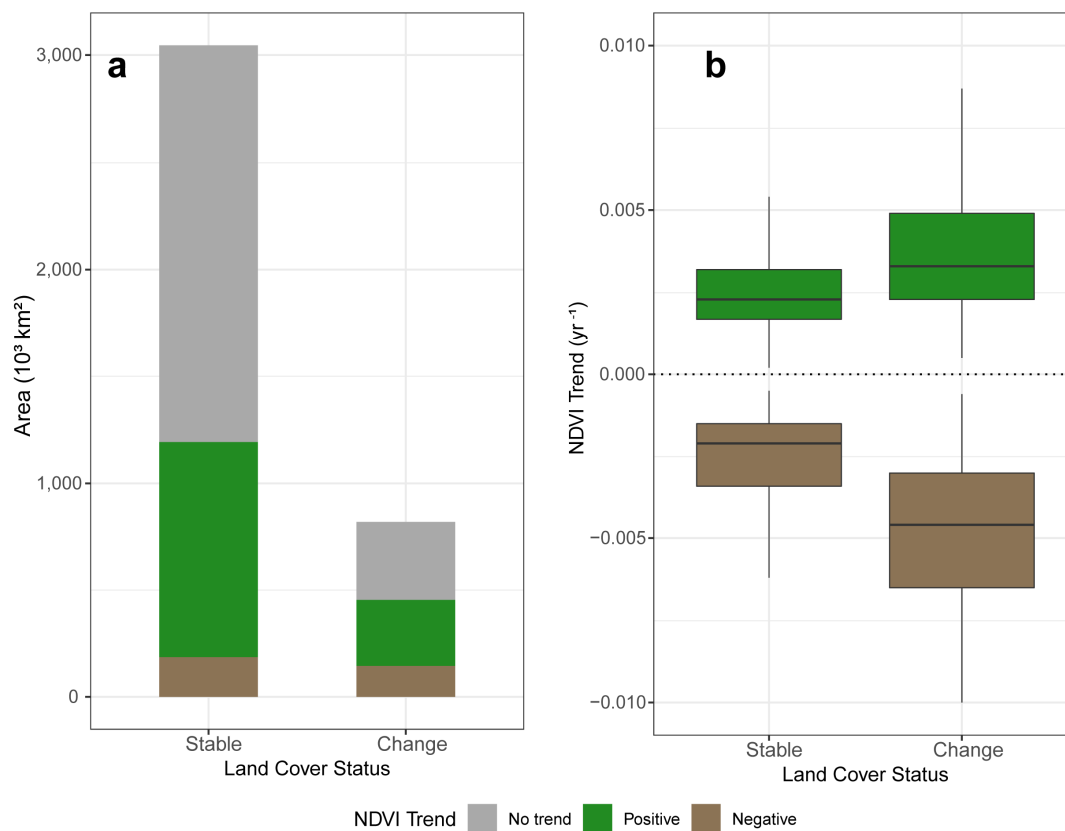 a
3,000
2,000
1,000
0
Area (10³ km²)
Stable Change
Land Cover Status
b
0.010
0.005
0.000
−0.005
−0.010
NDVI Trend (yr⁻¹)
Stable Change
Land Cover Status
NDVI Trend No trend Positive Negative